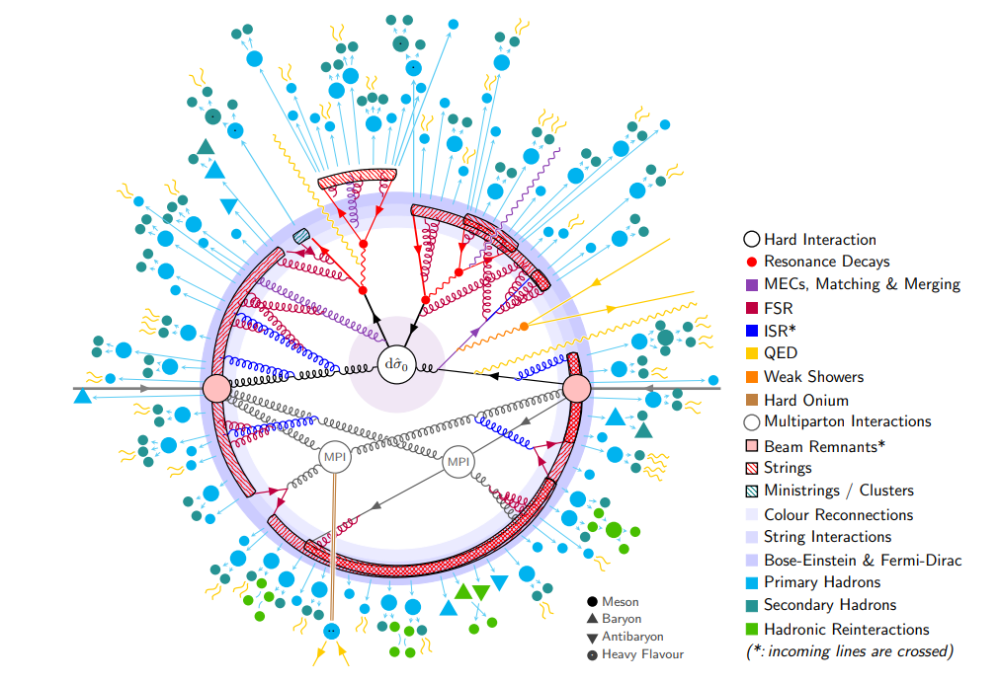 dσ̂₀
MPI
MPI
Hard Interaction
Resonance Decays
MECs, Matching & Merging
FSR
ISR*
QED
Weak Showers
Hard Onium
Multiparton Interactions
Beam Remnants*
Strings
Ministrings / Clusters
Colour Reconnections
String Interactions
Bose-Einstein & Fermi-Dirac
Primary Hadrons
Secondary Hadrons
Hadronic Reinteractions
(*: incoming lines are crossed)
Meson
Baryon
Antibaryon
Heavy Flavour